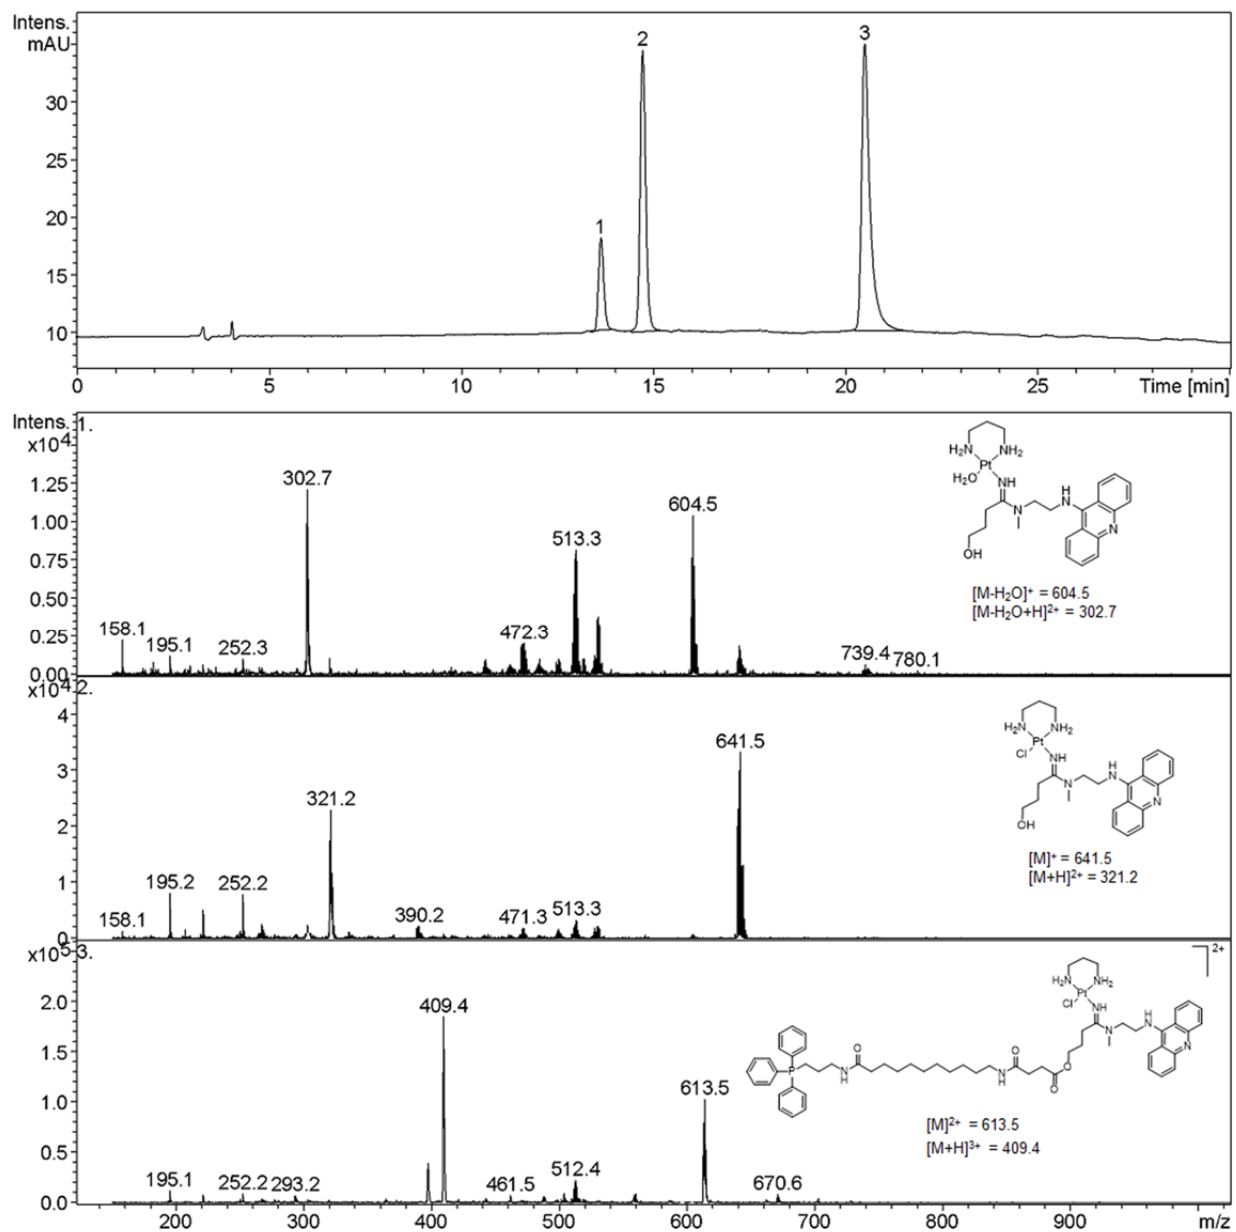 Intens.
mAU
30
25
20
15
10
1
2
3
0 5 10 15 20 25 Time [min]
Intens.
x10⁴ 1.
1.25
1.00
0.75
0.50
0.25
0.00
158.1
195.1
252.3
302.7
472.3
513.3
604.5
739.4
780.1
H₂N NH₂
Pt
H₂O NH
N
H
N
N
OH
[M-H₂O]⁺ = 604.5
[M-H₂O+H]²⁺ = 302.7
x10⁴ 2.
4
3
2
1
0
158.1
195.2
252.2
321.2
390.2
471.3
513.3
641.5
H₂N NH₂
Pt
Cl NH
N
H
N
N
OH
[M]⁺ = 641.5
[M+H]²⁺ = 321.2
x10⁵ 3.
2.0
1.5
1.0
0.5
0.0
195.1
252.2
293.2
409.4
461.5
512.4
613.5
670.6
2+
H₂N NH₂
Pt
Cl NH
N
H
N
N
P
N
H
O
N
H
O
O
O
[M]²⁺ = 613.5
[M+H]³⁺ = 409.4
200 300 400 500 600 700 800 900 m/z